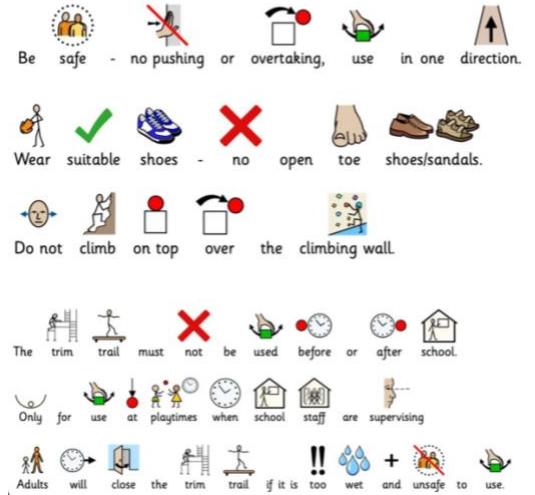 Be safe - no pushing or overtaking, use in one direction.
Wear suitable shoes - no open toe shoes/sandals.
Do not climb on top over the climbing wall.
The trim trail must not be used before or after school.
Only for use at playtimes when school staff are supervising
Adults will close the trim trail if it is too wet and unsafe to use.